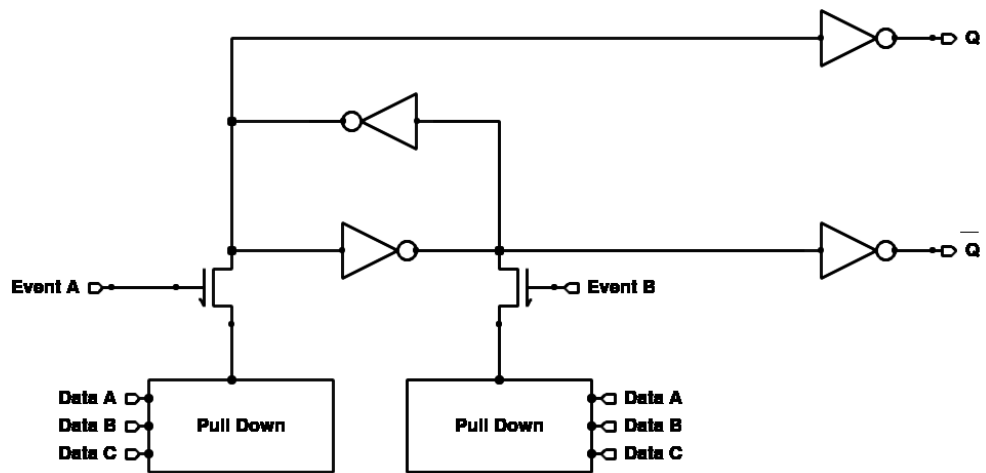 Q
Q
Event A
Event B
Data A
Data B
Data C
Pull Down
Pull Down
Data A
Data B
Data C